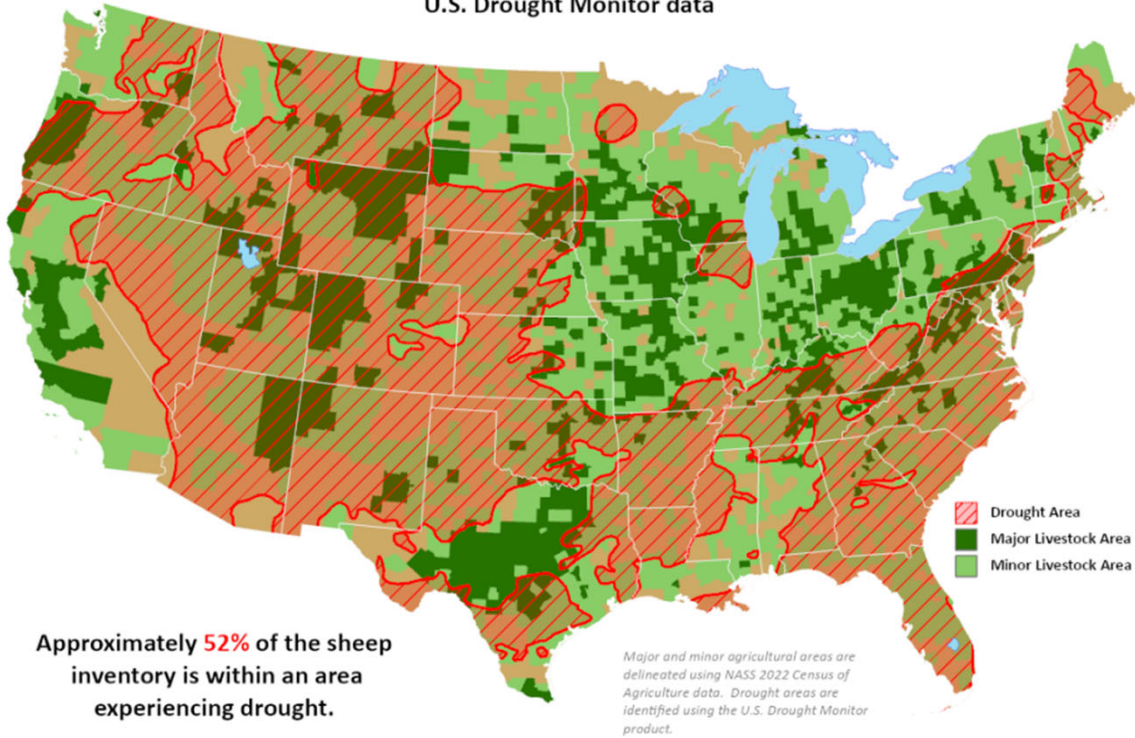 U.S. Drought Monitor data
Drought Area
Major Livestock Area
Minor Livestock Area
Approximately 52% of the sheep
inventory is within an area
experiencing drought.
Major and minor agricultural areas are
delineated using NASS 2022 Census of
Agriculture data. Drought areas are
identified using the U.S. Drought Monitor
product.